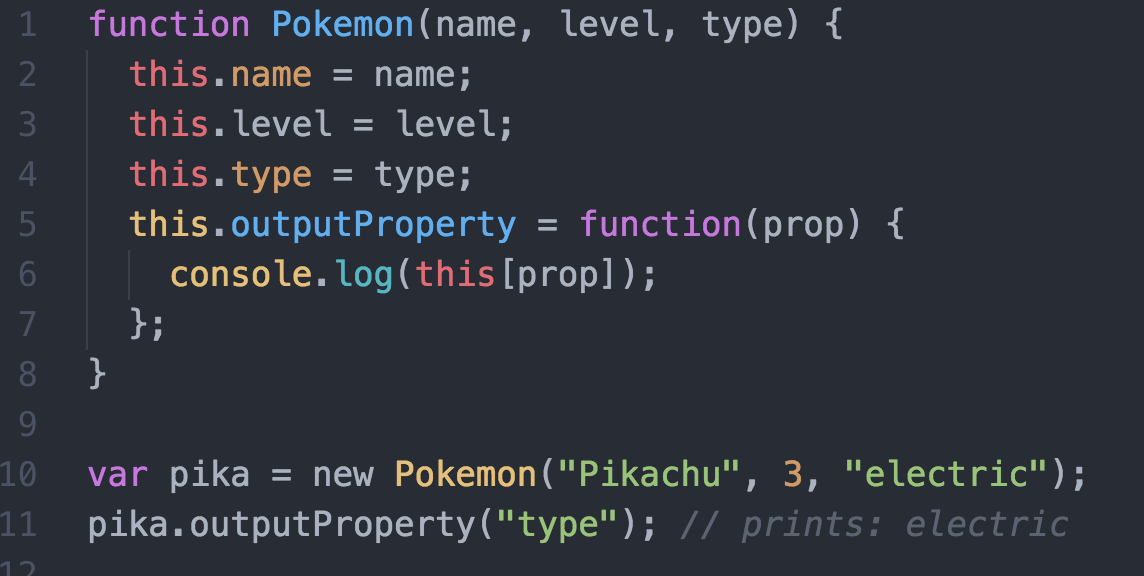 1 function Pokemon(name, level, type) {
2   this.name = name;
3   this.level = level;
4   this.type = type;
5   this.outputProperty = function(prop) {
6     console.log(this[prop]);
7   };
8 }
9
10 var pika = new Pokemon("Pikachu", 3, "electric");
11 pika.outputProperty("type"); // prints: electric
12